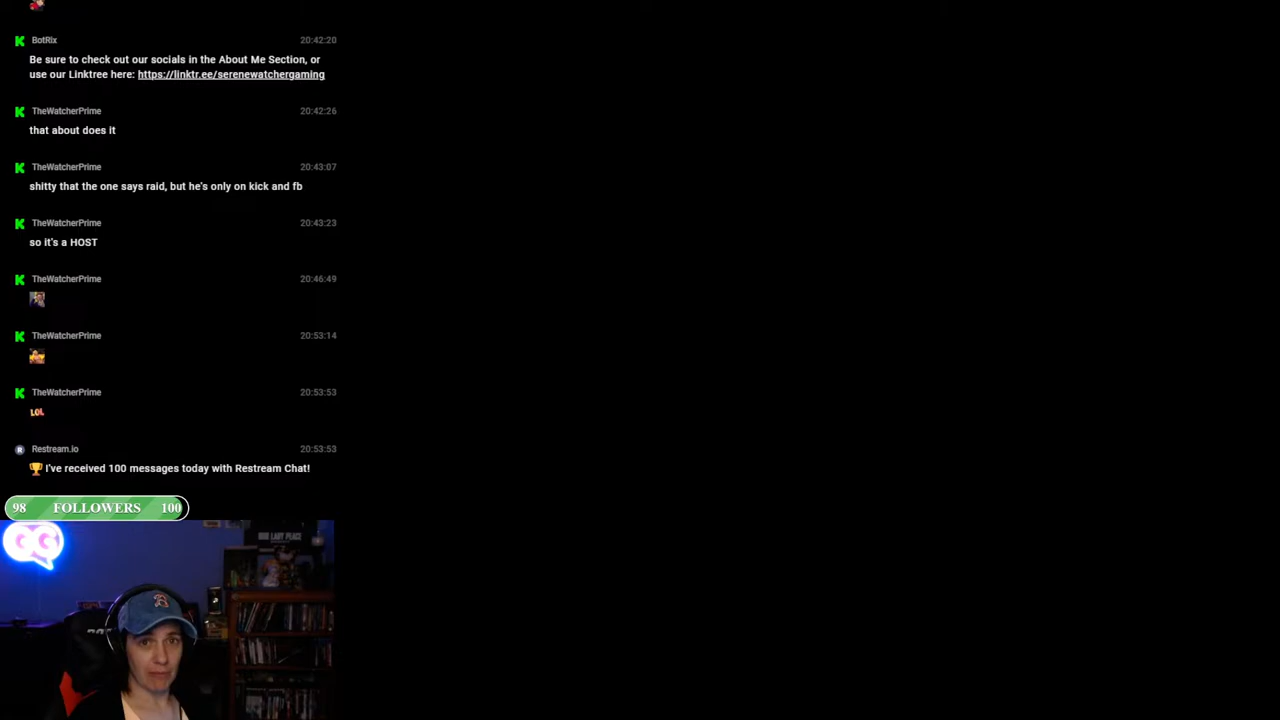 BotRix 20:42:20
Be sure to check out our socials in the About Me Section, or
use our Linktree here: https://linktr.ee/serenewatchergaming
TheWatcherPrime 20:42:26
that about does it
TheWatcherPrime 20:43:07
shitty that the one says raid, but he's only on kick and fb
TheWatcherPrime 20:43:23
so it's a HOST
TheWatcherPrime 20:46:49
TheWatcherPrime 20:53:14
TheWatcherPrime 20:53:53
LOL
R Restream.io 20:53:53
🏆 I've received 100 messages today with Restream Chat!
98 FOLLOWERS 100
GG
OUR LADY PEACE